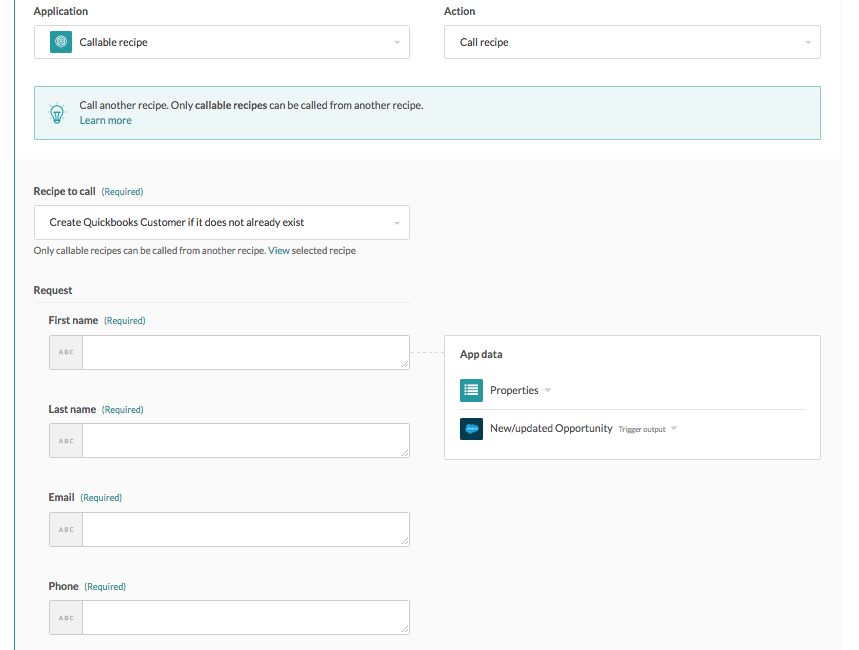 Application
Action
Callable recipe
Call recipe
Call another recipe. Only callable recipes can be called from another recipe.
Learn more
Recipe to call (Required)
Create Quickbooks Customer if it does not already exist
Only callable recipes can be called from another recipe. View selected recipe
Request
First name (Required)
ABC
App data
Properties
New/updated Opportunity Trigger output
Last name (Required)
ABC
Email (Required)
ABC
Phone (Required)
ABC